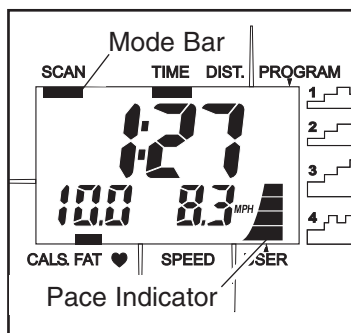 Mode Bar
SCAN TIME DIST. PROGRAM
1
1:27
2
3
10.0 8.3 MPH
4
CALS. FAT ♥ SPEED USER
Pace Indicator